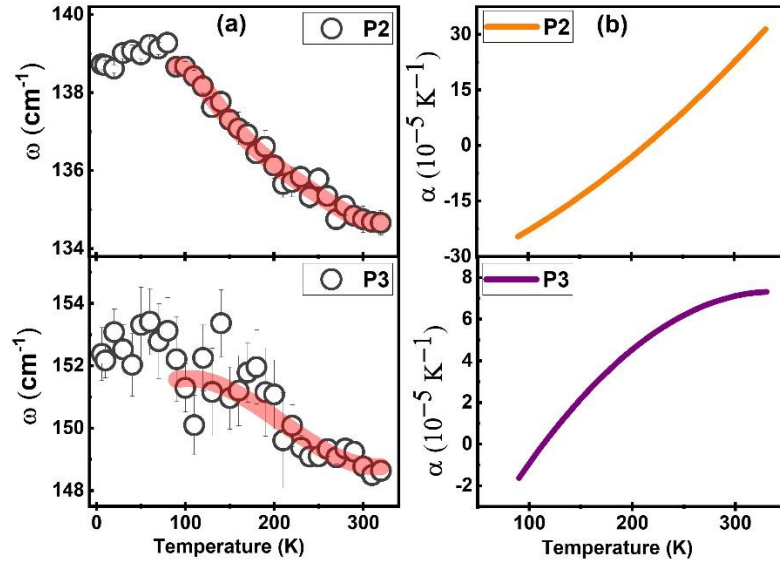 (a)
P2
ω (cm⁻¹)
140
138
136
134
(b)
P2
α (10⁻⁵ K⁻¹)
30
15
0
-15
-30
P3
ω (cm⁻¹)
154
152
150
148
0
100
200
300
Temperature (K)
P3
α (10⁻⁵ K⁻¹)
8
6
4
2
0
-2
100
200
300
Temperature (K)